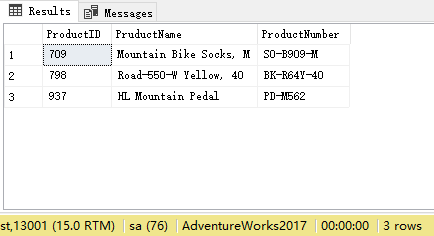 Results Messages
ProductID PruductName ProductNumber
1 709 Mountain Bike Socks, M SO-B909-M
2 798 Road-550-W Yellow, 40 BK-R64Y-40
3 937 HL Mountain Pedal PD-M562
st,13001 (15.0 RTM) sa (76) AdventureWorks2017 00:00:00 3 rows